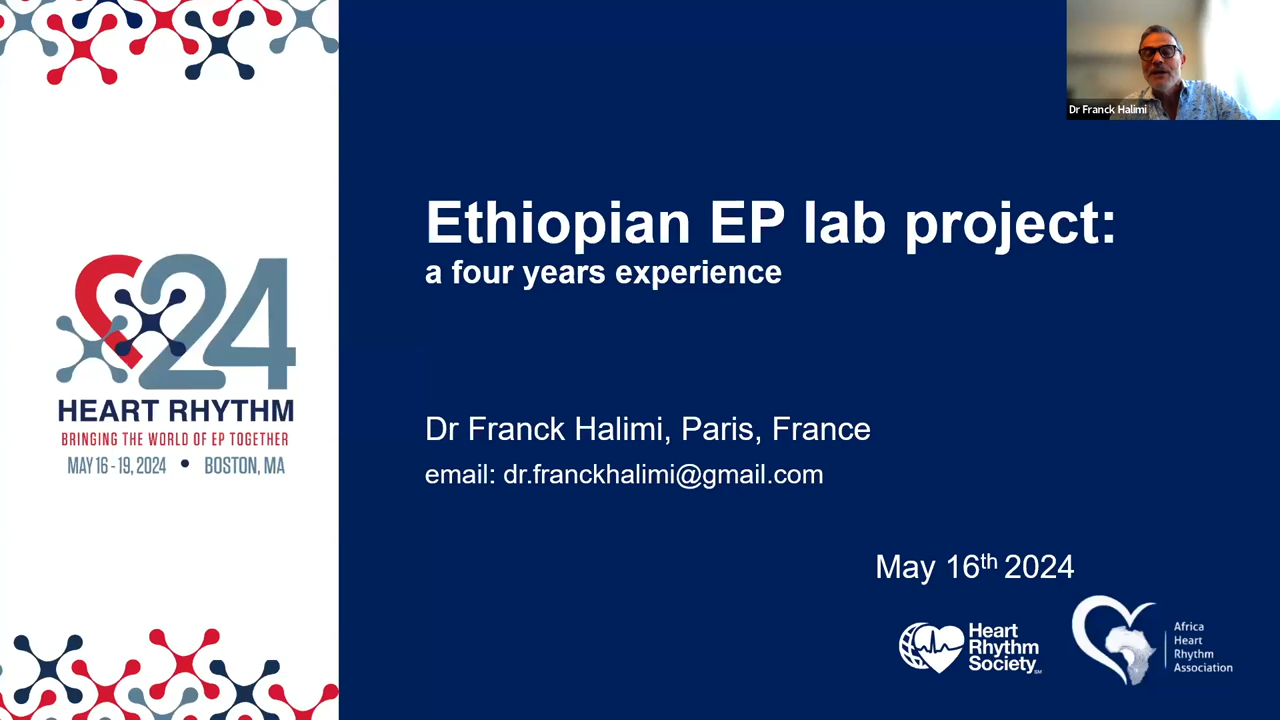 Dr Franck Halimi
Ethiopian EP lab project:
a four years experience
24
HEART RHYTHM
BRINGING THE WORLD OF EP TOGETHER
MAY 16 - 19, 2024 • BOSTON, MA
Dr Franck Halimi, Paris, France
email: dr.franckhalimi@gmail.com
May 16th 2024
Heart
Rhythm
Society SM
Africa
Heart
Rhythm
Association